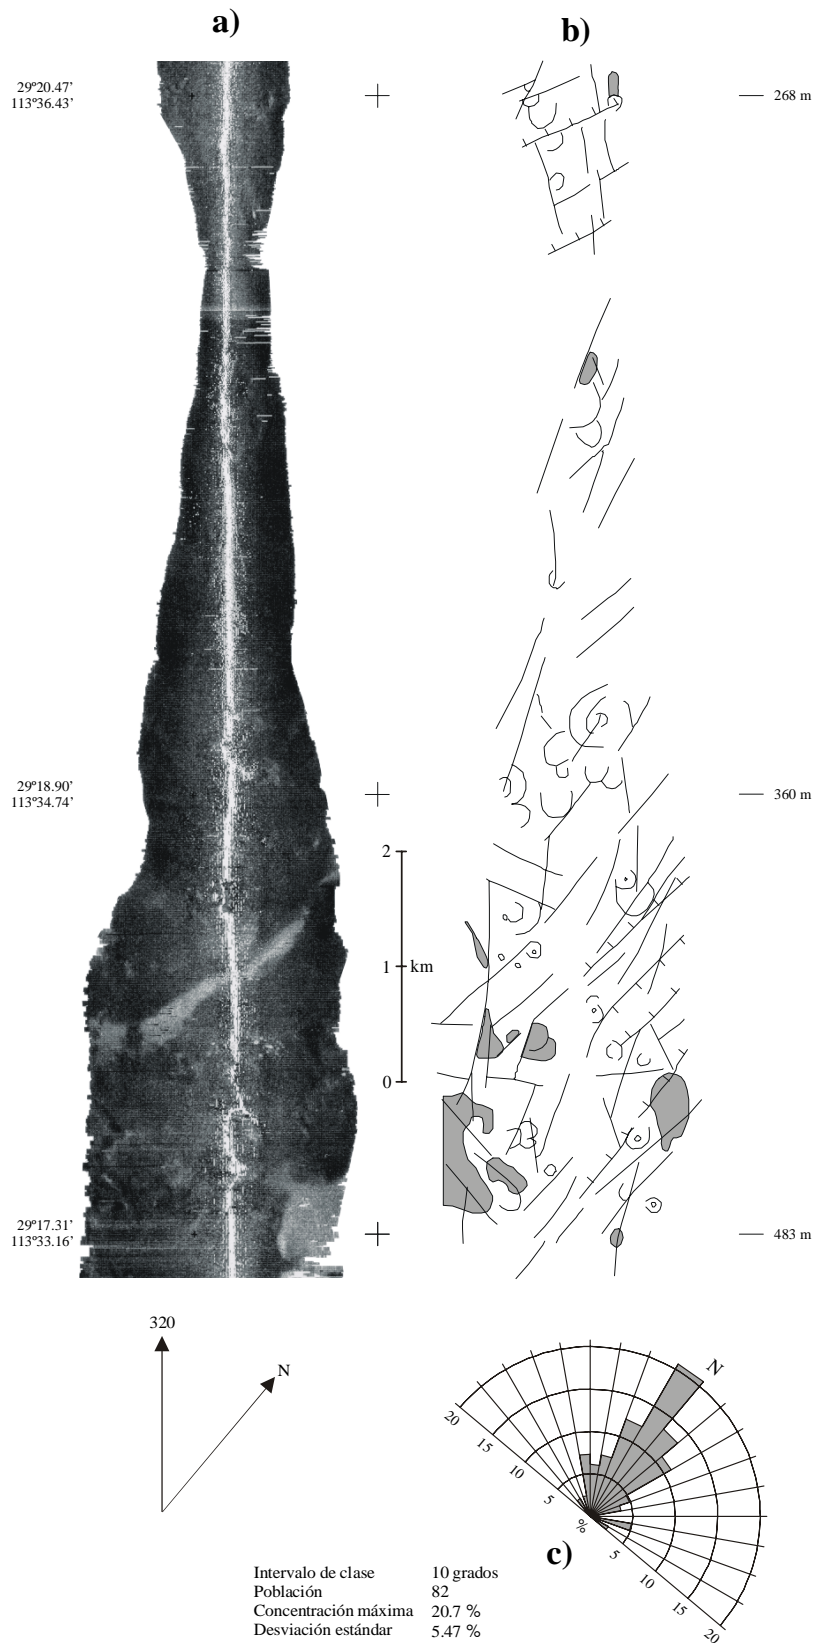 a)
b)
29º20.47'
113º36.43'
268 m
29º18.90'
113º34.74'
360 m
2
1 km
0
29º17.31'
113º33.16'
483 m
320
N
N
20
15
10
5
%
5
10
15
20
c)
Intervalo de clase 10 grados
Población 82
Concentración máxima 20.7 %
Desviación estándar 5.47 %